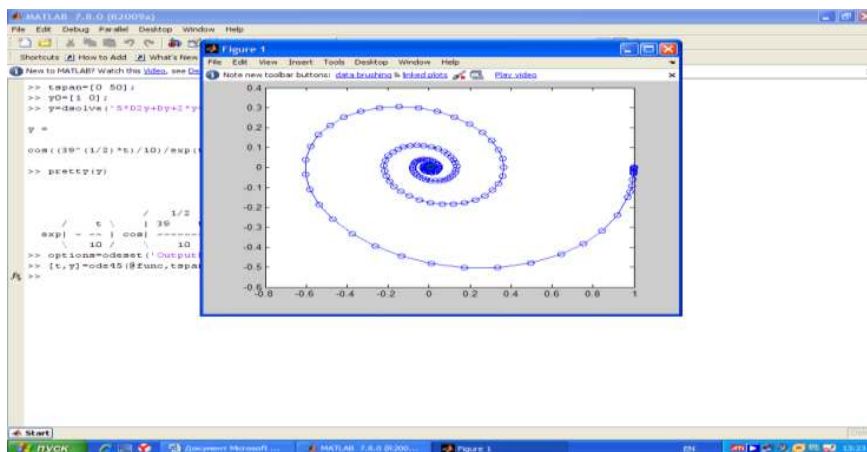 MATLAB 7.8.0 (R2009a)
File Edit Debug Parallel Desktop Window Help
Shortcuts How to Add What's New
New to MATLAB? Watch this Video, see
>> tspan=[0 50];
>> y0=[1 0];
>> y=dsolve('5*D2y+Dy+2*y
y =
cos((39^(1/2)*t)/10)/exp(
>> pretty(y)
/ 1/2
/ t \ | 39
exp| - -- | cos| ------
\ 10 / \ 10
>> options=odeset('Output
>> [t,y]=ode45(@func,tspan
>>
Figure 1
File Edit View Insert Tools Desktop Window Help
Note new toolbar buttons: data brushing & linked plots Play video
0.4
0.3
0.2
0.1
0
-0.1
-0.2
-0.3
-0.4
-0.5
-0.6
-0.8 -0.6 -0.4 -0.2 0 0.2 0.4 0.6 0.8 1
Start
пуск Документ Microsoft ... MATLAB 7.8.0 (R200... Figure 1 EN 13:23